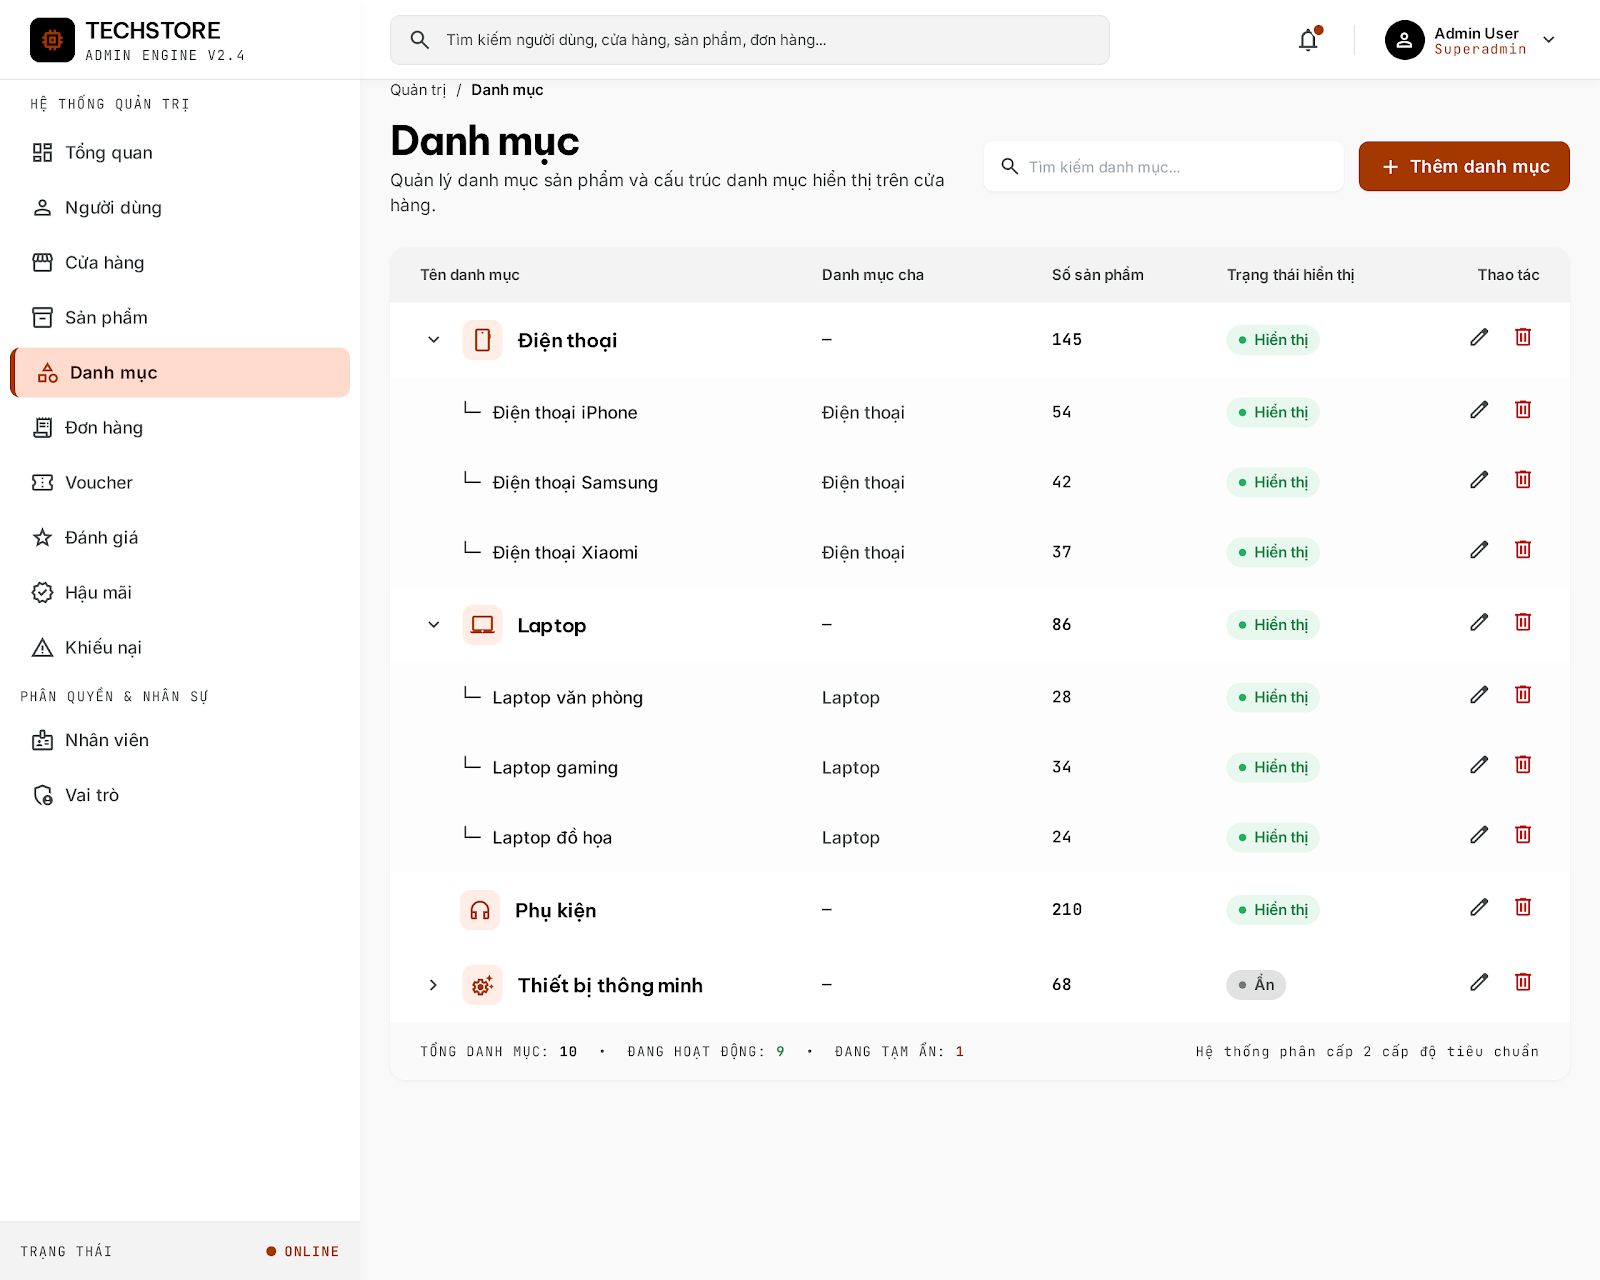 TECHSTORE
ADMIN ENGINE V2.4
Tìm kiếm người dùng, cửa hàng, sản phẩm, đơn hàng...
Admin User
Superadmin
HỆ THỐNG QUẢN TRỊ
Tổng quan
Người dùng
Cửa hàng
Sản phẩm
Danh mục
Đơn hàng
Voucher
Đánh giá
Hậu mãi
Khiếu nại
PHÂN QUYỀN & NHÂN SỰ
Nhân viên
Vai trò
TRẠNG THÁI
ONLINE
Quản trị / Danh mục
Danh mục
Quản lý danh mục sản phẩm và cấu trúc danh mục hiển thị trên cửa
hàng.
Tìm kiếm danh mục...
Thêm danh mục
Tên danh mục Danh mục cha Số sản phẩm Trạng thái hiển thị Thao tác
Điện thoại — 145 Hiển thị
Điện thoại iPhone Điện thoại 54 Hiển thị
Điện thoại Samsung Điện thoại 42 Hiển thị
Điện thoại Xiaomi Điện thoại 37 Hiển thị
Laptop — 86 Hiển thị
Laptop văn phòng Laptop 28 Hiển thị
Laptop gaming Laptop 34 Hiển thị
Laptop đồ họa Laptop 24 Hiển thị
Phụ kiện — 210 Hiển thị
Thiết bị thông minh — 68 Ẩn
TỔNG DANH MỤC: 10 • ĐANG HOẠT ĐỘNG: 9 • ĐANG TẠM ẨN: 1
Hệ thống phân cấp 2 cấp độ tiêu chuẩn